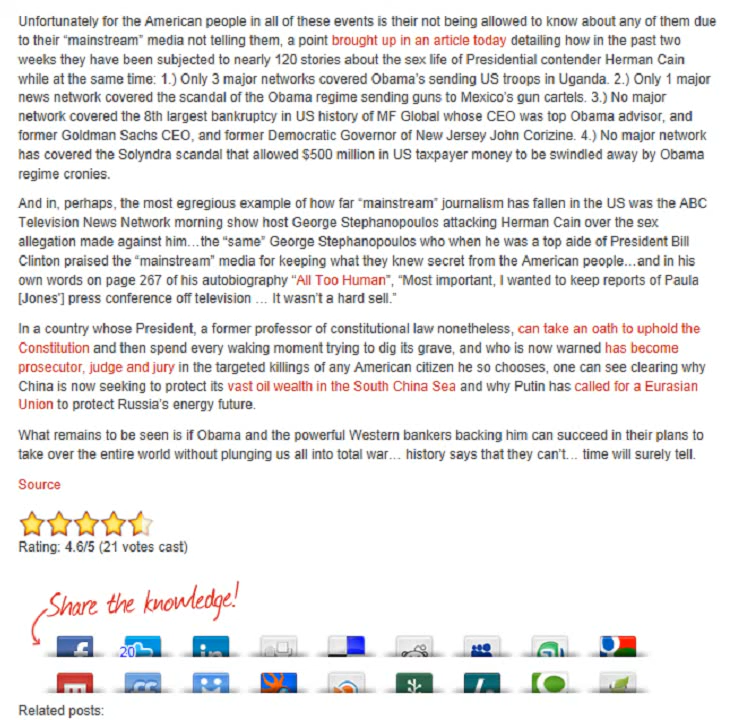 Unfortunately for the American people in all of these events is their not being allowed to know about any of them due
to their “mainstream” media not telling them, a point brought up in an article today detailing how in the past two
weeks they have been subjected to nearly 120 stories about the sex life of Presidential contender Herman Cain
while at the same time: 1.) Only 3 major networks covered Obama’s sending US troops in Uganda. 2.) Only 1 major
news network covered the scandal of the Obama regime sending guns to Mexico’s gun cartels. 3.) No major
network covered the 8th largest bankruptcy in US history of MF Global whose CEO was top Obama advisor, and
former Goldman Sachs CEO, and former Democratic Governor of New Jersey John Corizine. 4.) No major network
has covered the Solyndra scandal that allowed $500 million in US taxpayer money to be swindled away by Obama
regime cronies.
And in, perhaps, the most egregious example of how far “mainstream” journalism has fallen in the US was the ABC
Television News Network morning show host George Stephanopoulos attacking Herman Cain over the sex
allegation made against him…the “same” George Stephanopoulos who when he was a top aide of President Bill
Clinton praised the “mainstream” media for keeping what they knew secret from the American people…and in his
own words on page 267 of his autobiography “All Too Human”, “Most important, I wanted to keep reports of Paula
[Jones’] press conference off television … It wasn’t a hard sell.”
In a country whose President, a former professor of constitutional law nonetheless, can take an oath to uphold the
Constitution and then spend every waking moment trying to dig its grave, and who is now warned has become
prosecutor, judge and jury in the targeted killings of any American citizen he so chooses, one can see clearing why
China is now seeking to protect its vast oil wealth in the South China Sea and why Putin has called for a Eurasian
Union to protect Russia’s energy future.
What remains to be seen is if Obama and the powerful Western bankers backing him can succeed in their plans to
take over the entire world without plunging us all into total war… history says that they can’t… time will surely tell.
Source
Rating: 4.6/5 (21 votes cast)
Share the knowledge!
20
Related posts: